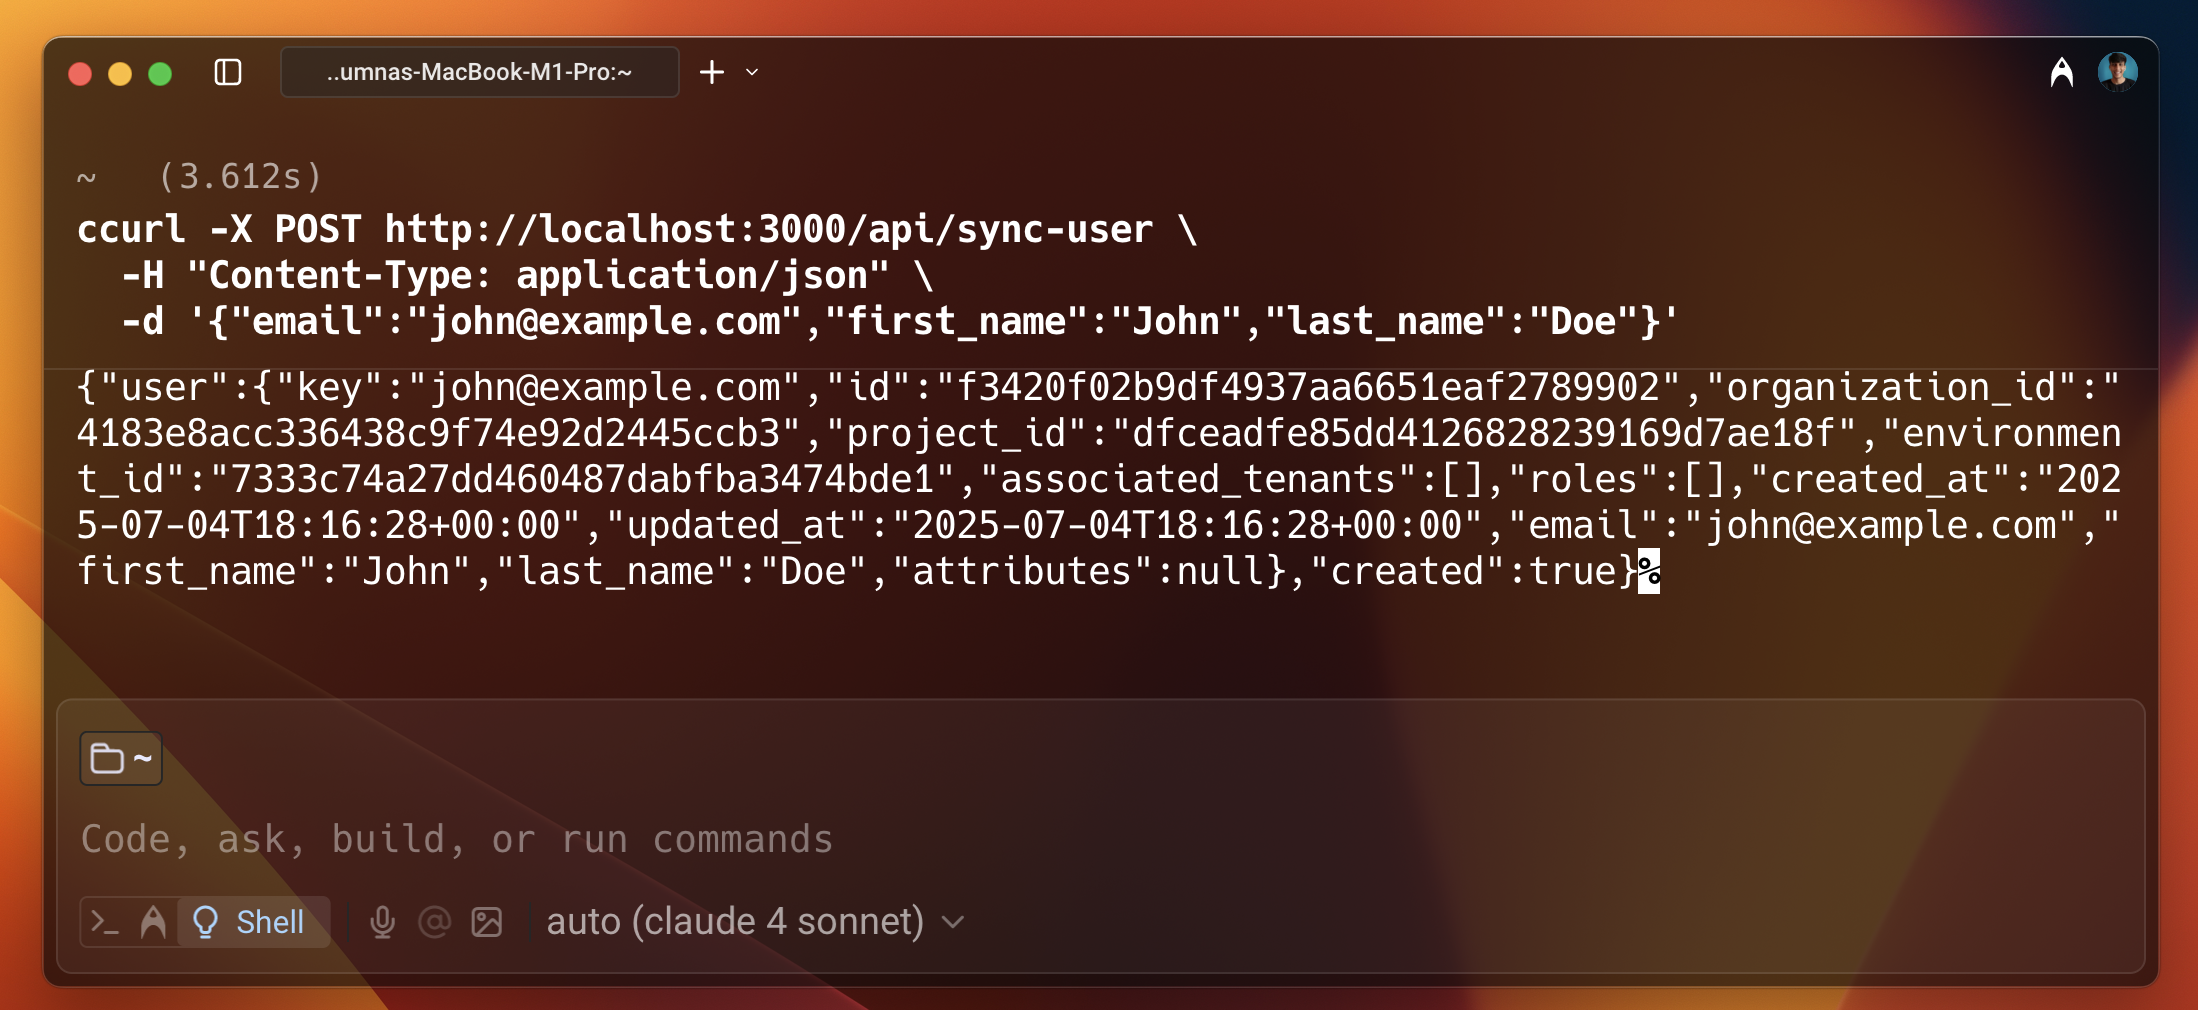 ..umnas-MacBook-M1-Pro:~
~ (3.612s)
ccurl -X POST http://localhost:3000/api/sync-user \
-H "Content-Type: application/json" \
-d '{"email":"john@example.com","first_name":"John","last_name":"Doe"}'
{"user":{"key":"john@example.com","id":"f3420f02b9df4937aa6651eaf2789902","organization_id":"
4183e8acc336438c9f74e92d2445ccb3","project_id":"dfceadfe85dd4126828239169d7ae18f","environmen
t_id":"7333c74a27dd460487dabfba3474bde1","associated_tenants":[],"roles":[],"created_at":"202
5-07-04T18:16:28+00:00","updated_at":"2025-07-04T18:16:28+00:00","email":"john@example.com","
first_name":"John","last_name":"Doe","attributes":null},"created":true}%
~
Code, ask, build, or run commands
Shell auto (claude 4 sonnet)